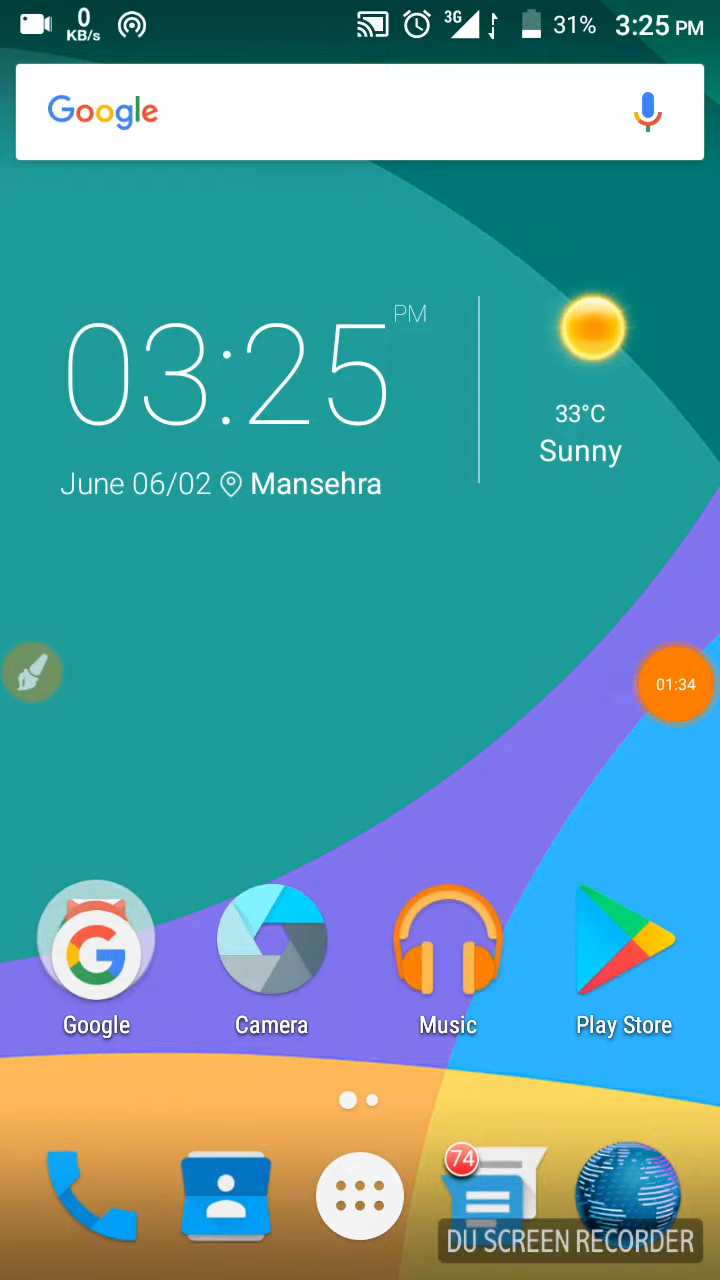 0
KB/s
3G
31%
3:25 PM
Google
03:25 PM
33°C
Sunny
June 06/02 Mansehra
01:34
G
Google
Camera
Music
Play Store
74
DU SCREEN RECORDER